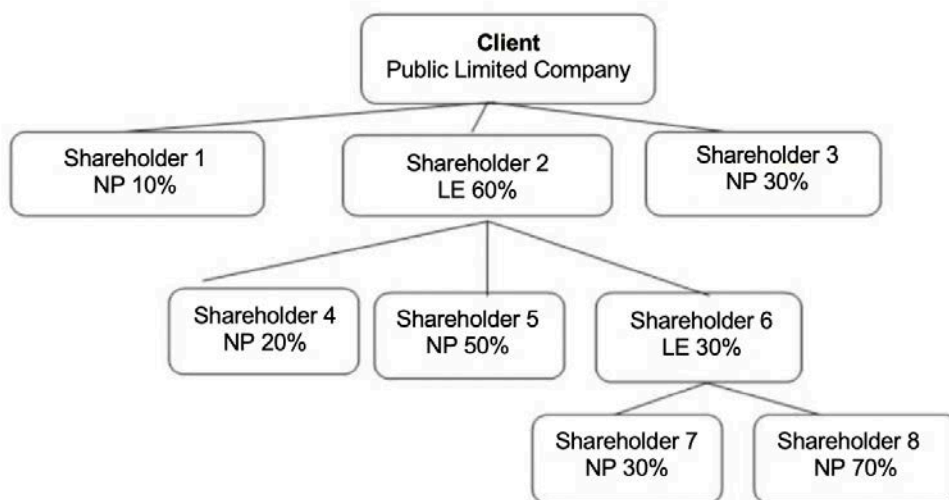 Client
Public Limited Company
Shareholder 1
NP 10%
Shareholder 2
LE 60%
Shareholder 3
NP 30%
Shareholder 4
NP 20%
Shareholder 5
NP 50%
Shareholder 6
LE 30%
Shareholder 7
NP 30%
Shareholder 8
NP 70%